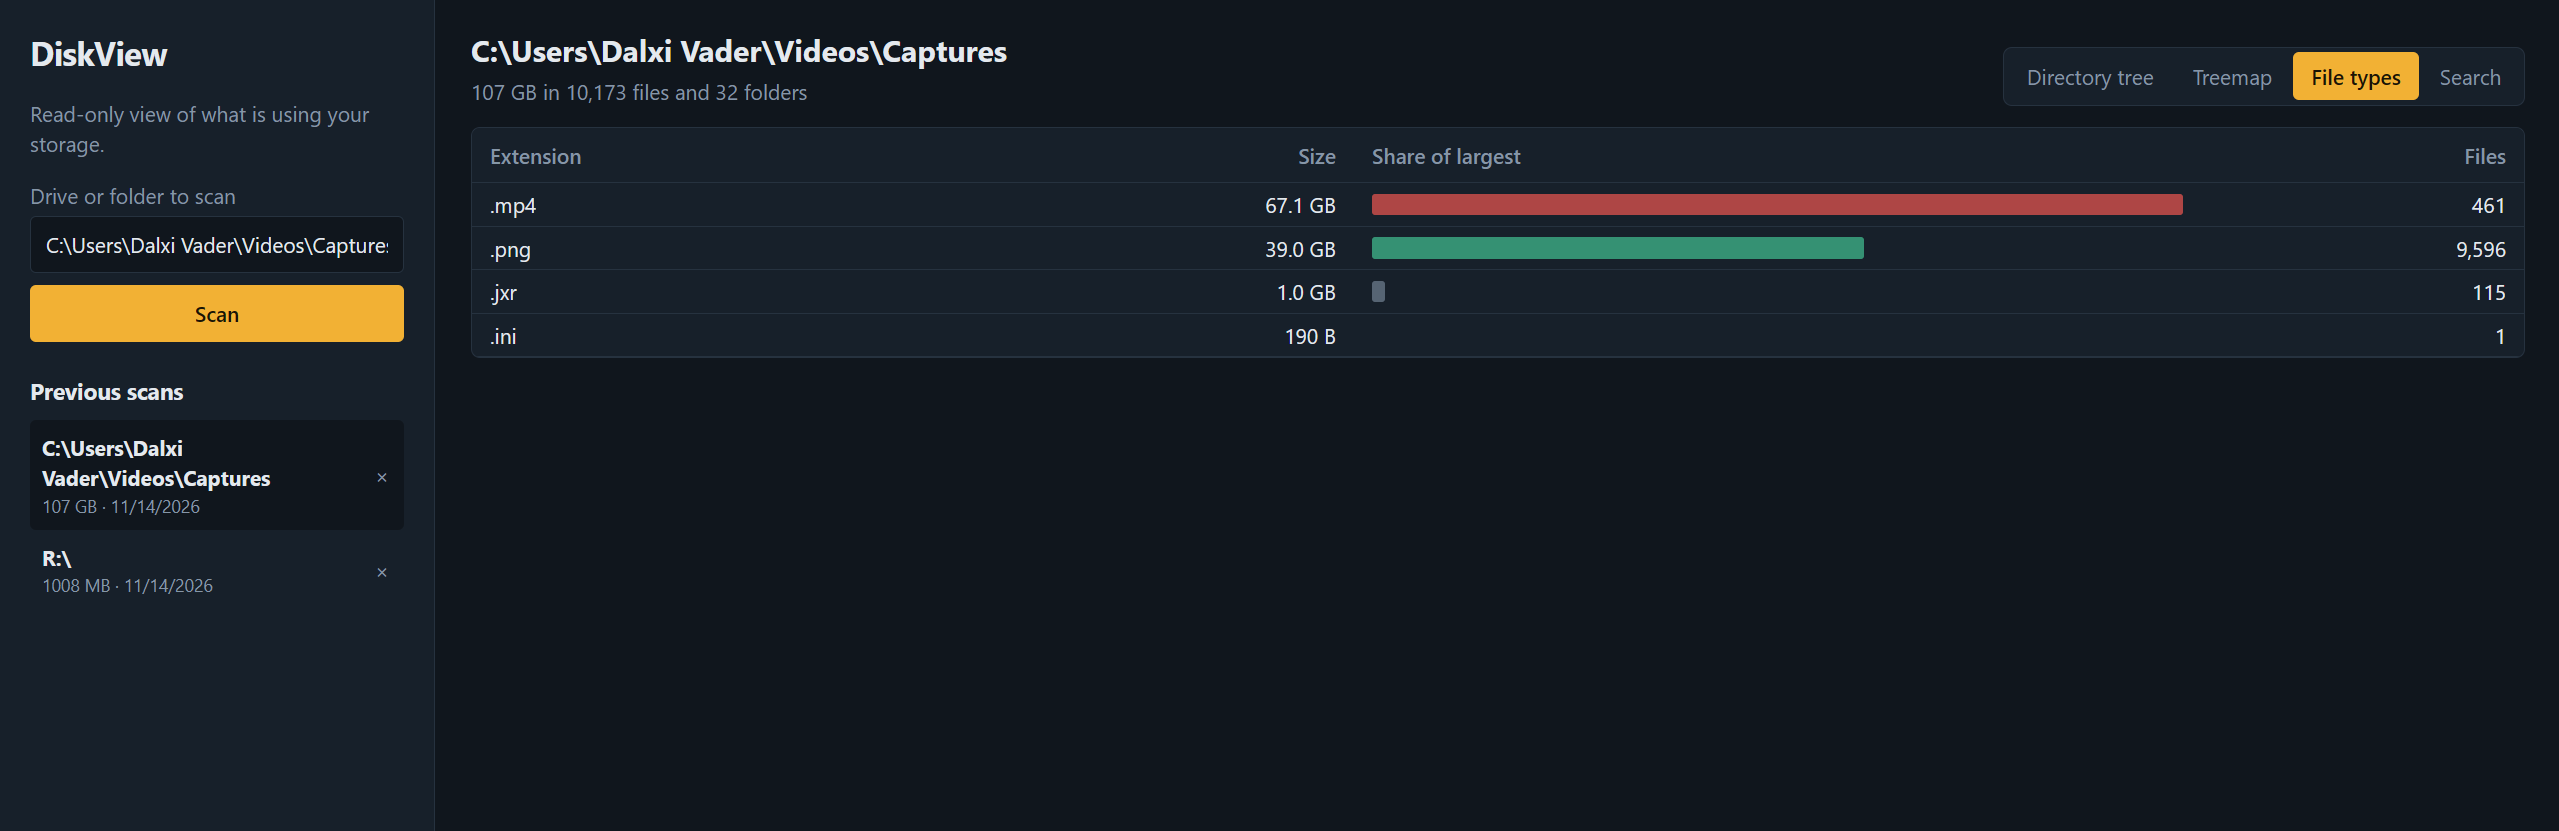 DiskView
Read-only view of what is using your
storage.
Drive or folder to scan
C:\Users\Dalxi Vader\Videos\Captures
Scan
Previous scans
C:\Users\Dalxi
Vader\Videos\Captures
107 GB · 11/14/2026
×
R:\
1008 MB · 11/14/2026
×
C:\Users\Dalxi Vader\Videos\Captures
107 GB in 10,173 files and 32 folders
Directory tree Treemap File types Search
Extension Size Share of largest Files
.mp4 67.1 GB 461
.png 39.0 GB 9,596
.jxr 1.0 GB 115
.ini 190 B 1